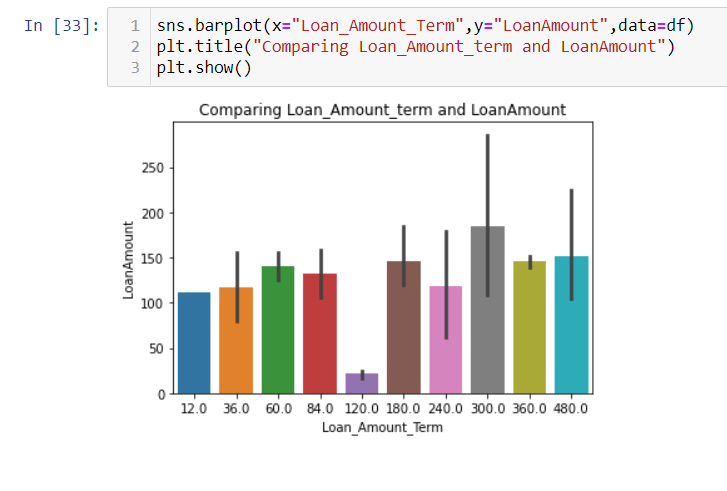 In [33]:
1 sns.barplot(x="Loan_Amount_Term",y="LoanAmount",data=df)
2 plt.title("Comparing Loan_Amount_term and LoanAmount")
3 plt.show()
Comparing Loan_Amount_term and LoanAmount
250
200
150
100
50
0
LoanAmount
12.0 36.0 60.0 84.0 120.0 180.0 240.0 300.0 360.0 480.0
Loan_Amount_Term